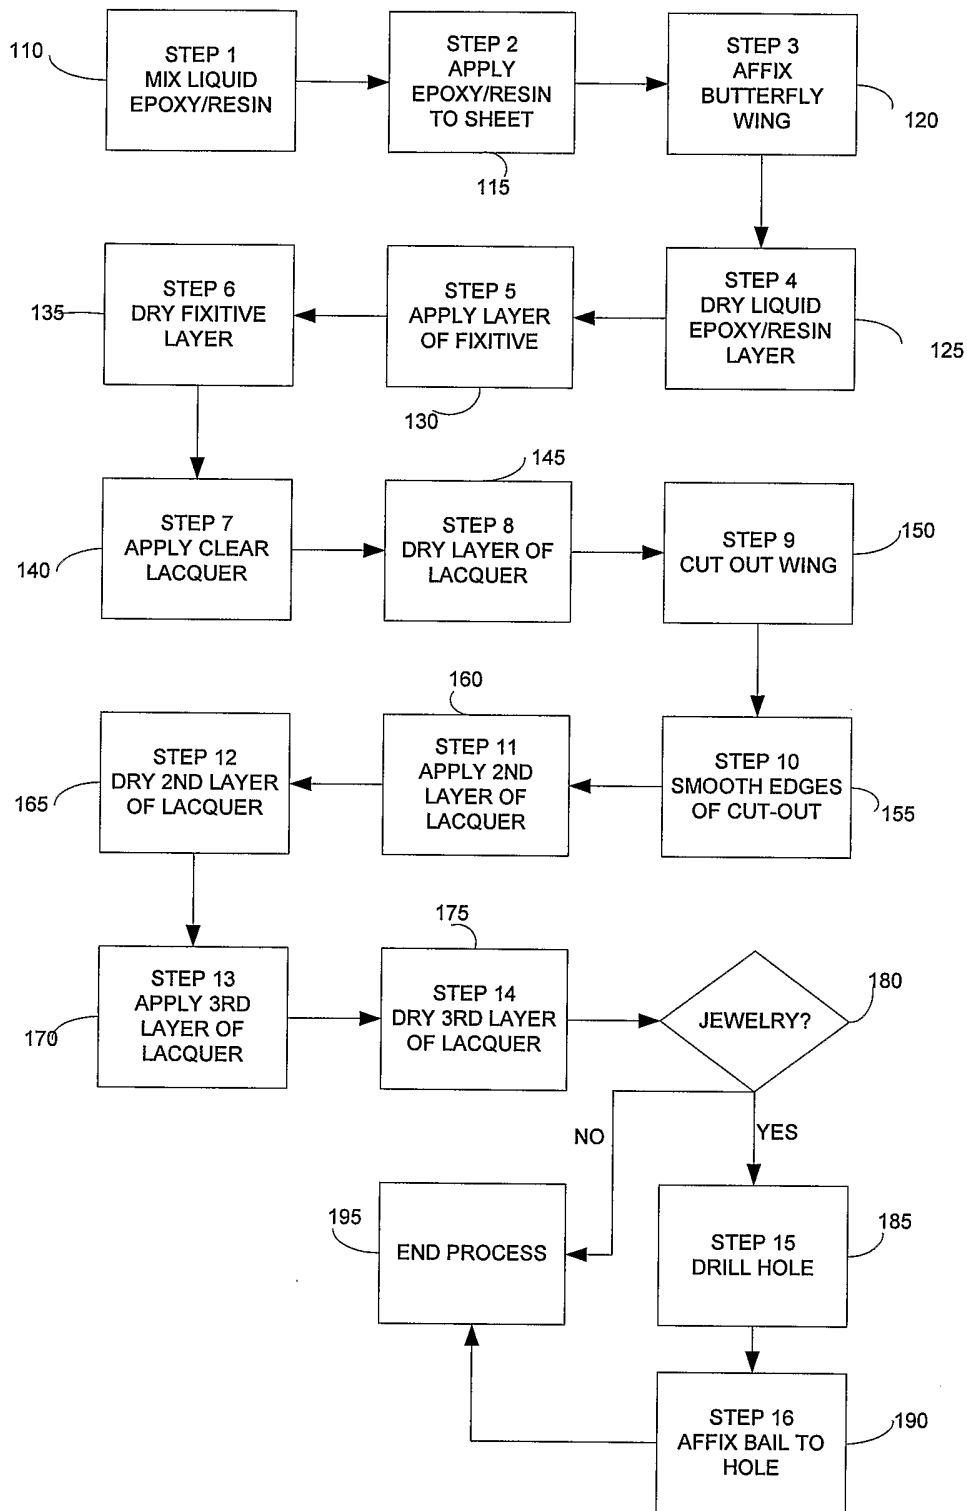 110
STEP 1
MIX LIQUID
EPOXY/RESIN
STEP 2
APPLY
EPOXY/RESIN
TO SHEET
115
STEP 3
AFFIX
BUTTERFLY
WING
120
STEP 4
DRY LIQUID
EPOXY/RESIN
LAYER
125
STEP 5
APPLY LAYER
OF FIXITIVE
130
STEP 6
DRY FIXITIVE
LAYER
135
STEP 7
APPLY CLEAR
LACQUER
140
145
STEP 8
DRY LAYER OF
LACQUER
STEP 9
CUT OUT WING
150
STEP 10
SMOOTH EDGES
OF CUT-OUT
155
160
STEP 11
APPLY 2ND
LAYER OF
LACQUER
STEP 12
DRY 2ND LAYER
OF LACQUER
165
STEP 13
APPLY 3RD
LAYER OF
LACQUER
170
175
STEP 14
DRY 3RD LAYER
OF LACQUER
JEWELRY?
180
NO
YES
195
END PROCESS
STEP 15
DRILL HOLE
185
STEP 16
AFFIX BAIL TO
HOLE
190